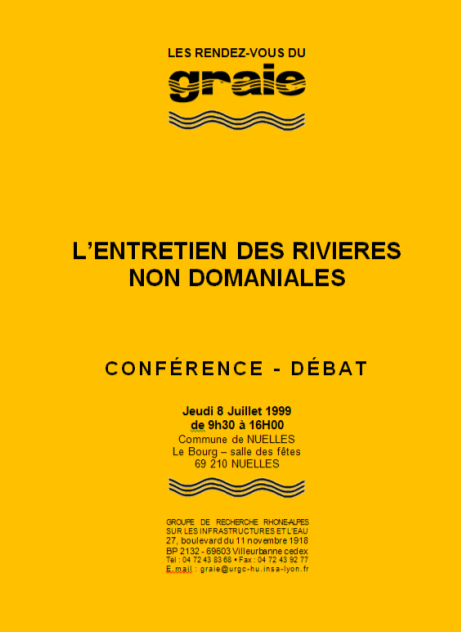 LES RENDEZ-VOUS DU
graie
L'ENTRETIEN DES RIVIERES
NON DOMANIALES
CONFÉRENCE - DÉBAT
Jeudi 8 Juillet 1999
de 9h30 à 16H00
Commune de NUELLES
Le Bourg – salle des fêtes
69 210 NUELLES
GROUPE DE RECHERCHE RHONE-ALPES
SUR LES INFRASTRUCTURES ET L'EAU
27, boulevard du 11 novembre 1918
BP 2132 - 69603 Villeurbanne cedex
Tel : 04 72 43 83 68 • Fax : 04 72 43 92 77
E.mail : graie@urgc-hu.insa-lyon.fr